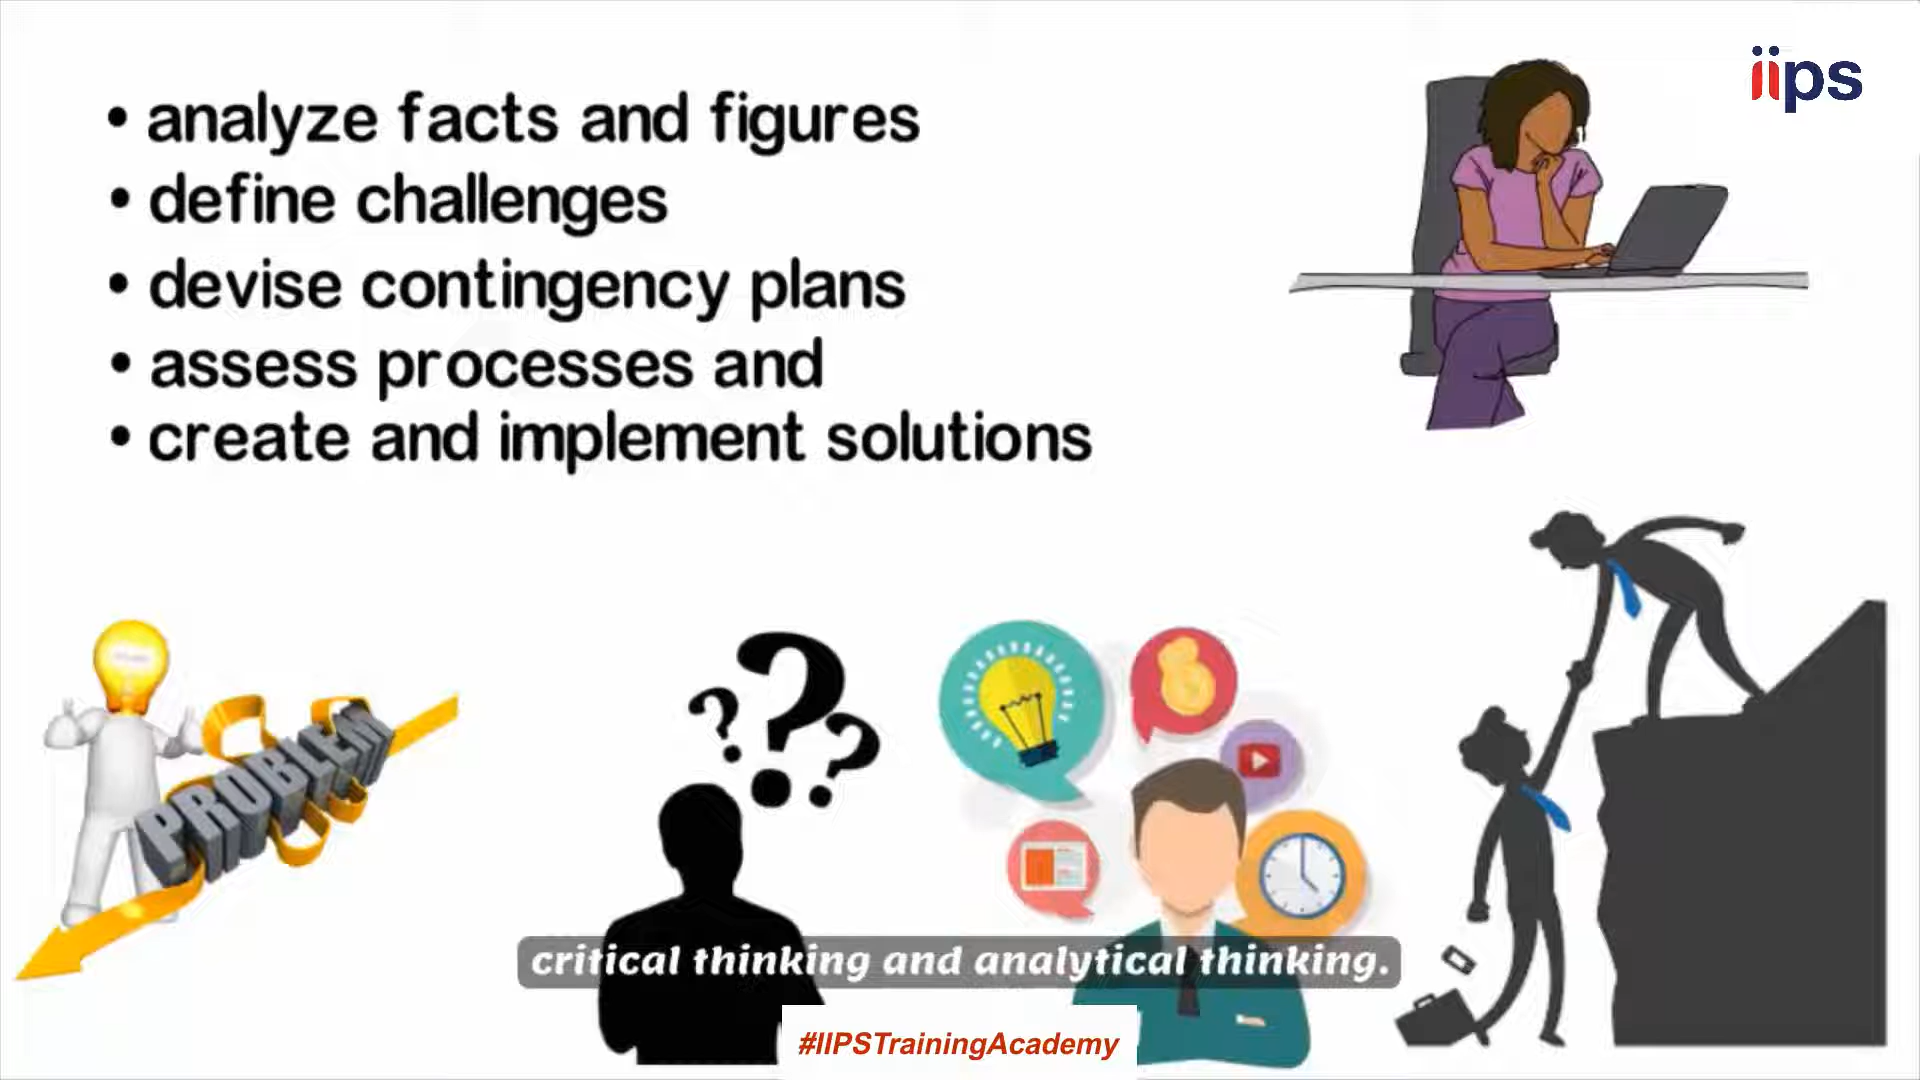 iips
• analyze facts and figures
• define challenges
• devise contingency plans
• assess processes and
• create and implement solutions
PROBLEM
critical thinking and analytical thinking.
#IIPSTrainingAcademy